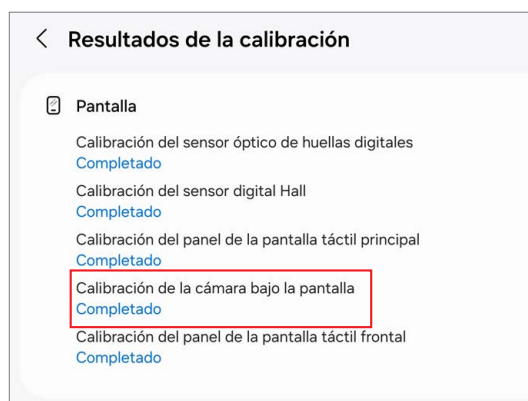 Resultados de la calibración
Pantalla
Calibración del sensor óptico de huellas digitales
Completado
Calibración del sensor digital Hall
Completado
Calibración del panel de la pantalla táctil principal
Completado
Calibración de la cámara bajo la pantalla
Completado
Calibración del panel de la pantalla táctil frontal
Completado